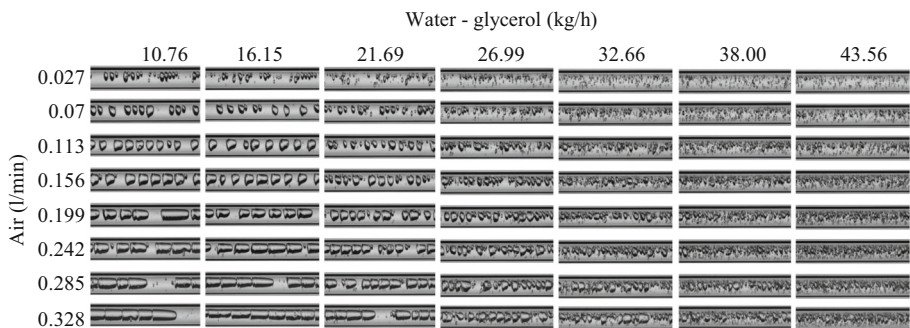 Water - glycerol (kg/h)
10.76 16.15 21.69 26.99 32.66 38.00 43.56
Air (l/min)
0.027
0.07
0.113
0.156
0.199
0.242
0.285
0.328